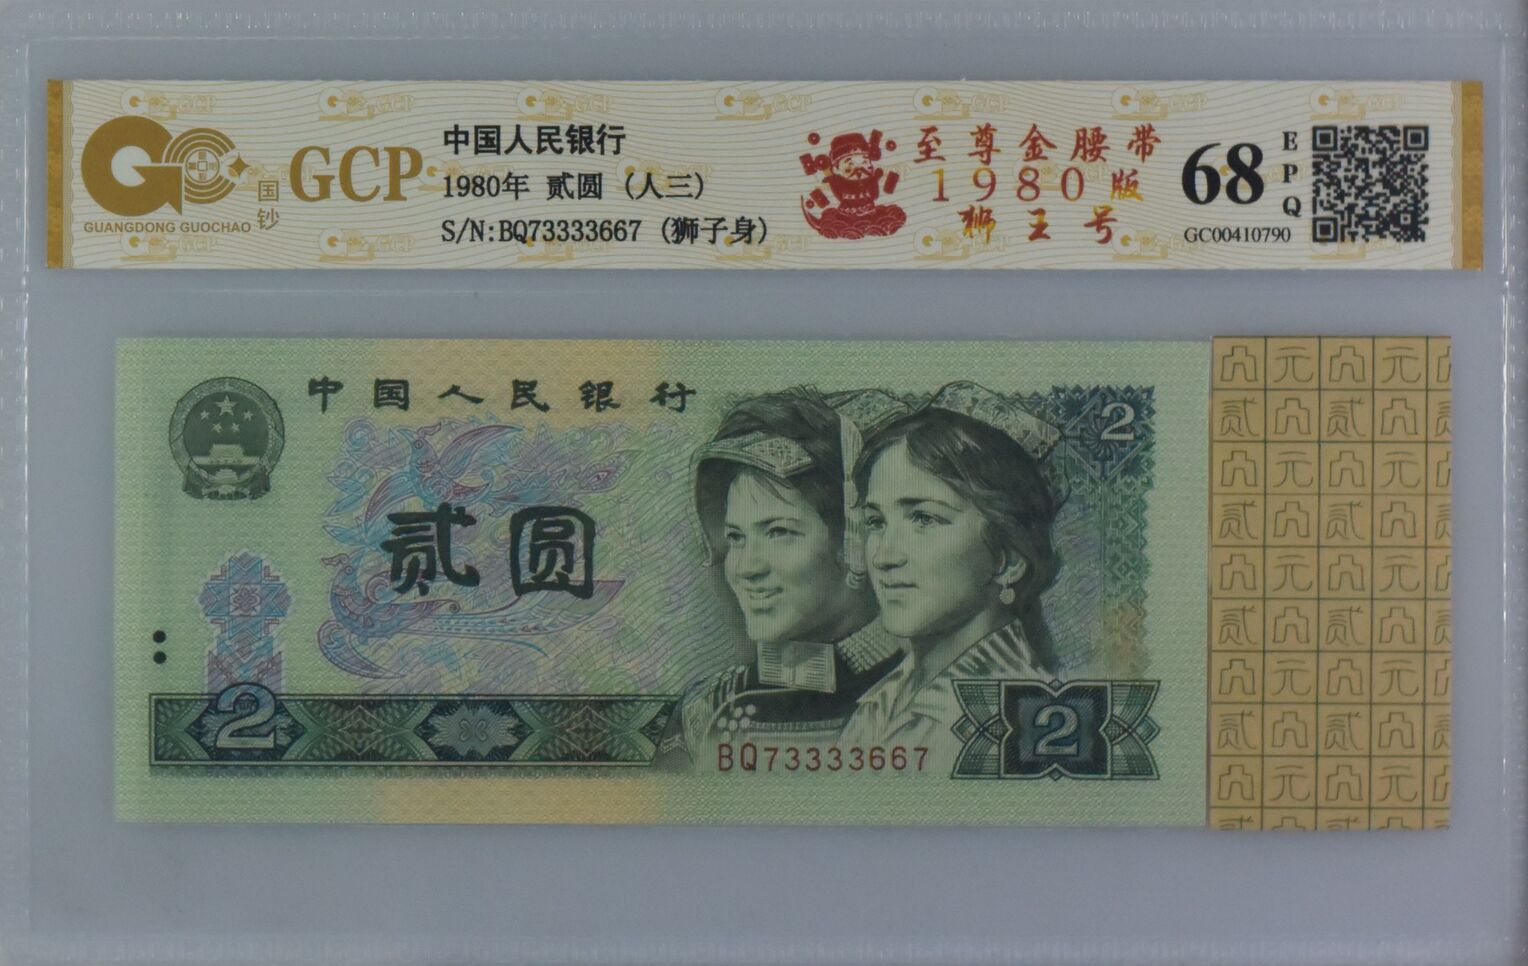 GCP
国钞
GUANGDONG GUOCHAO
中国人民银行
1980年 贰圆 (人三)
S/N:BQ73333667 (狮子身)
至尊金腰带
1980版
狮王号
68
EPQ
GC00410790
中国人民银行
贰圆
2
2
BQ73333667
2